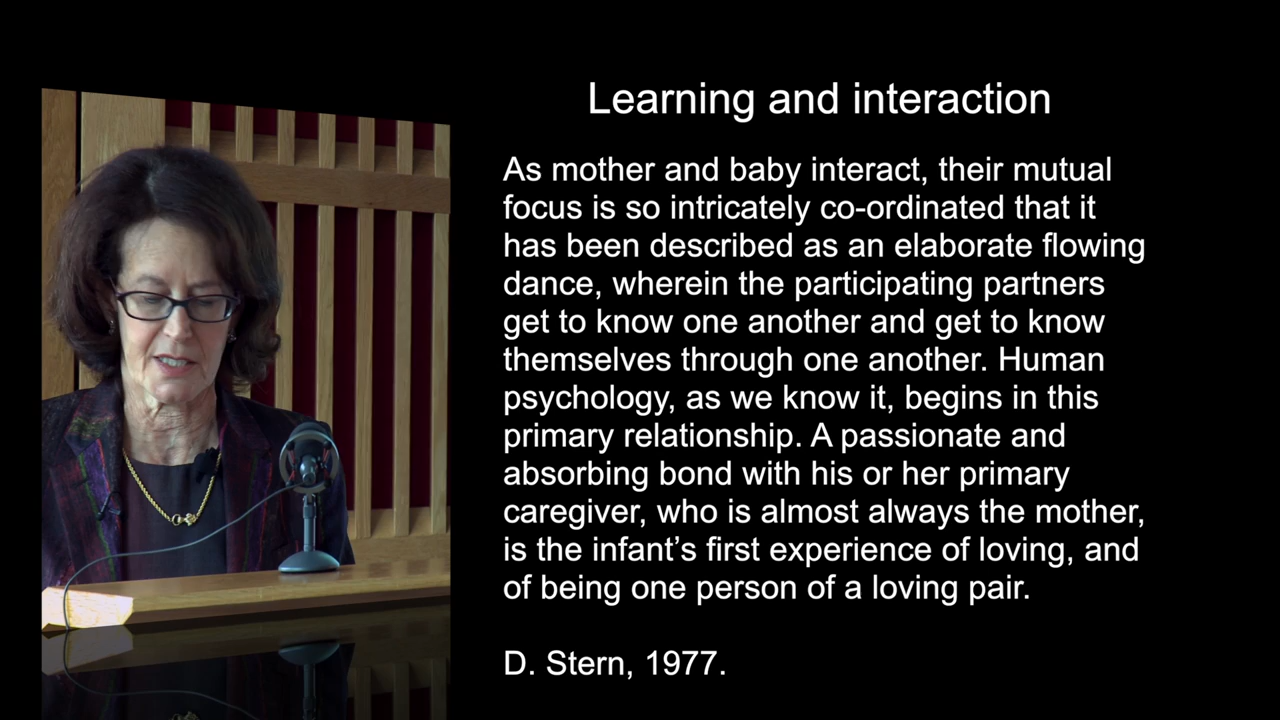 Learning and interaction
As mother and baby interact, their mutual
focus is so intricately co-ordinated that it
has been described as an elaborate flowing
dance, wherein the participating partners
get to know one another and get to know
themselves through one another. Human
psychology, as we know it, begins in this
primary relationship. A passionate and
absorbing bond with his or her primary
caregiver, who is almost always the mother,
is the infant’s first experience of loving, and
of being one person of a loving pair.
D. Stern, 1977.